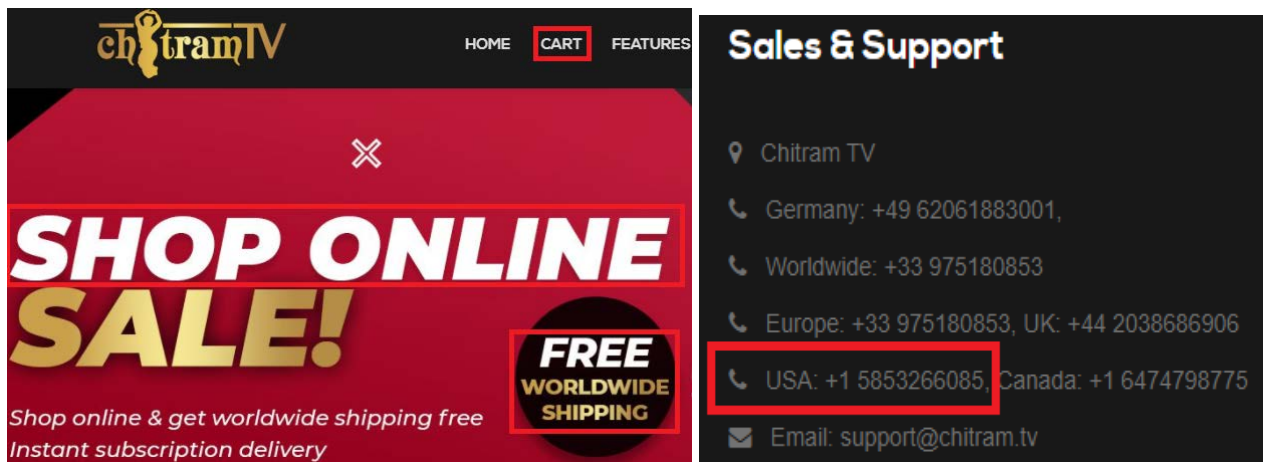 chitramTV
HOME CART FEATURES
SHOP ONLINE
SALE!
FREE
WORLDWIDE
SHIPPING
Shop online & get worldwide shipping free
Instant subscription delivery
Sales & Support
Chitram TV
Germany: +49 62061883001,
Worldwide: +33 975180853
Europe: +33 975180853, UK: +44 2038686906
USA: +1 5853266085, Canada: +1 6474798775
Email: support@chitram.tv